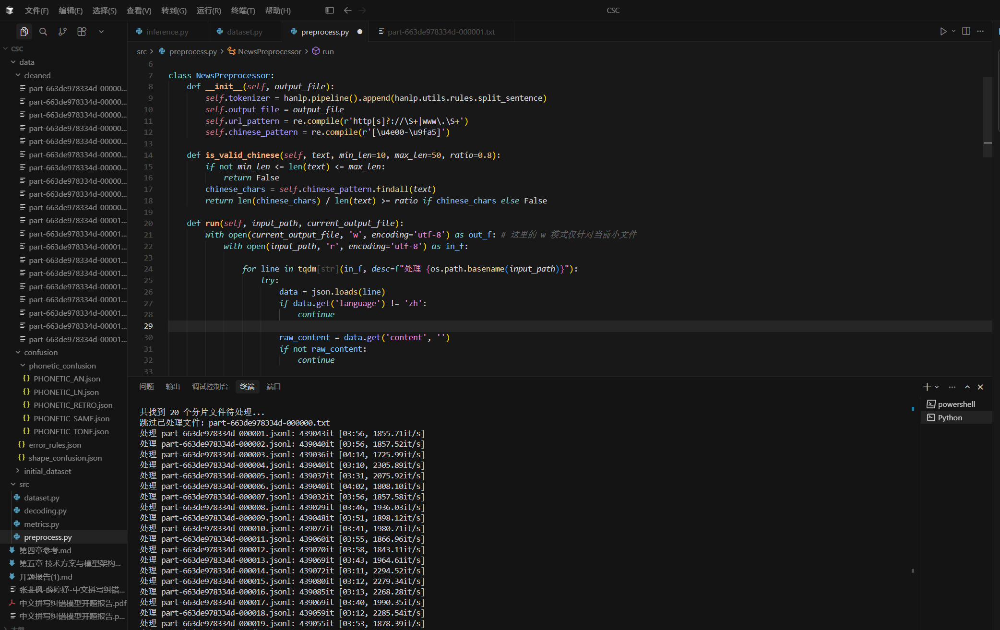 文件(F) 编辑(E) 选择(S) 查看(V) 转到(G) 运行(R) 终端(T) 帮助(H) CSC
inference.py dataset.py preprocess.py part-663de978334d-000001.txt
src > preprocess.py > NewsPreprocessor > run
CSC
data
cleaned
part-663de978334d-00000...
part-663de978334d-00000...
part-663de978334d-00000...
part-663de978334d-00000...
part-663de978334d-00000...
part-663de978334d-00000...
part-663de978334d-00000...
part-663de978334d-00000...
part-663de978334d-00000...
part-663de978334d-00000...
part-663de978334d-00001...
part-663de978334d-00001...
part-663de978334d-00001...
part-663de978334d-00001...
part-663de978334d-00001...
part-663de978334d-00001...
part-663de978334d-00001...
part-663de978334d-00001...
part-663de978334d-00001...
part-663de978334d-00001...
confusion
phonetic_confusion
PHONETIC_AN.json
PHONETIC_LN.json
PHONETIC_RETRO.json
PHONETIC_SAME.json
PHONETIC_TONE.json
error_rules.json
shape_confusion.json
initial_dataset
src
dataset.py
decoding.py
metrics.py
preprocess.py
第四章参考.md
第五章 技术方案与模型架构...
开题报告(1).md
张斐枫-薛婷妤-中文拼写纠错...
中文拼写纠错模型开题报告.pdf
中文拼写纠错模型开题报告.p...
6
7 class NewsPreprocessor:
8 def __init__(self, output_file):
9 self.tokenizer = hanlp.pipeline().append(hanlp.utils.rules.split_sentence)
10 self.output_file = output_file
11 self.url_pattern = re.compile(r'http[s]?://\S+|www\.\S+')
12 self.chinese_pattern = re.compile(r'[\u4e00-\u9fa5]')
13
14 def is_valid_chinese(self, text, min_len=10, max_len=50, ratio=0.8):
15 if not min_len <= len(text) <= max_len:
16 return False
17 chinese_chars = self.chinese_pattern.findall(text)
18 return len(chinese_chars) / len(text) >= ratio if chinese_chars else False
19
20 def run(self, input_path, current_output_file):
21 with open(current_output_file, 'w', encoding='utf-8') as out_f: # 这里的 w 模式仅针对当前小文件
22 with open(input_path, 'r', encoding='utf-8') as in_f:
23
24 for line in tqdm[str](in_f, desc=f"处理 {os.path.basename(input_path)}"):
25 try:
26 data = json.loads(line)
27 if data.get('language') != 'zh':
28 continue
29
30 raw_content = data.get('content', '')
31 if not raw_content:
32 continue
33
问题 输出 调试控制台 终端 端口
powershell
Python
共找到 20 个分片文件待处理...
跳过已处理文件: part-663de978334d-000000.txt
处理 part-663de978334d-000001.jsonl: 439043it [03:56, 1855.71it/s]
处理 part-663de978334d-000002.jsonl: 439040it [03:56, 1857.52it/s]
处理 part-663de978334d-000003.jsonl: 439036it [04:14, 1725.99it/s]
处理 part-663de978334d-000004.jsonl: 439040it [03:10, 2305.89it/s]
处理 part-663de978334d-000005.jsonl: 439037it [03:31, 2075.92it/s]
处理 part-663de978334d-000006.jsonl: 439040it [04:02, 1808.10it/s]
处理 part-663de978334d-000007.jsonl: 439032it [03:56, 1857.58it/s]
处理 part-663de978334d-000008.jsonl: 439029it [03:46, 1936.03it/s]
处理 part-663de978334d-000009.jsonl: 439048it [03:51, 1898.12it/s]
处理 part-663de978334d-000010.jsonl: 439077it [03:41, 1980.71it/s]
处理 part-663de978334d-000011.jsonl: 439060it [03:55, 1866.96it/s]
处理 part-663de978334d-000012.jsonl: 439070it [03:58, 1843.11it/s]
处理 part-663de978334d-000013.jsonl: 439069it [03:43, 1964.61it/s]
处理 part-663de978334d-000014.jsonl: 439072it [03:11, 2294.52it/s]
处理 part-663de978334d-000015.jsonl: 439080it [03:12, 2279.34it/s]
处理 part-663de978334d-000016.jsonl: 439085it [03:13, 2268.28it/s]
处理 part-663de978334d-000017.jsonl: 439069it [03:40, 1990.35it/s]
处理 part-663de978334d-000018.jsonl: 439059it [03:12, 2285.54it/s]
处理 part-663de978334d-000019.jsonl: 439055it [03:53, 1878.39it/s]